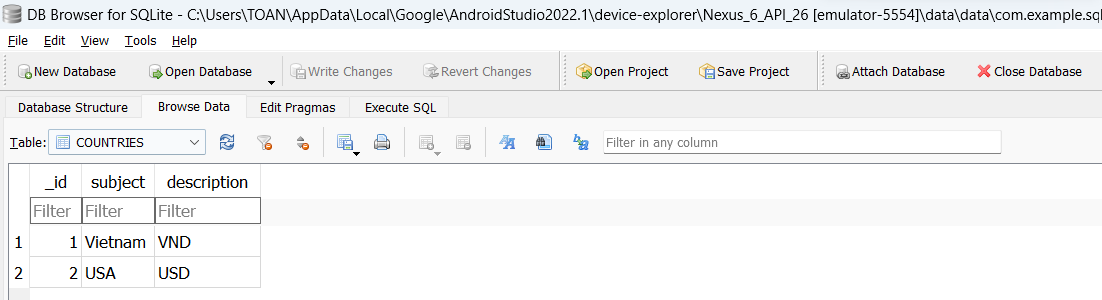 DB Browser for SQLite - C:\Users\TOAN\AppData\Local\Google\AndroidStudio2022.1\device-explorer\Nexus_6_API_26 [emulator-5554]\data\data\com.example.sql
File Edit View Tools Help
New Database Open Database Write Changes Revert Changes Open Project Save Project Attach Database Close Database
Database Structure Browse Data Edit Pragmas Execute SQL
Table: COUNTRIES Filter in any column
_id subject description
Filter Filter Filter
1 1 Vietnam VND
2 2 USA USD